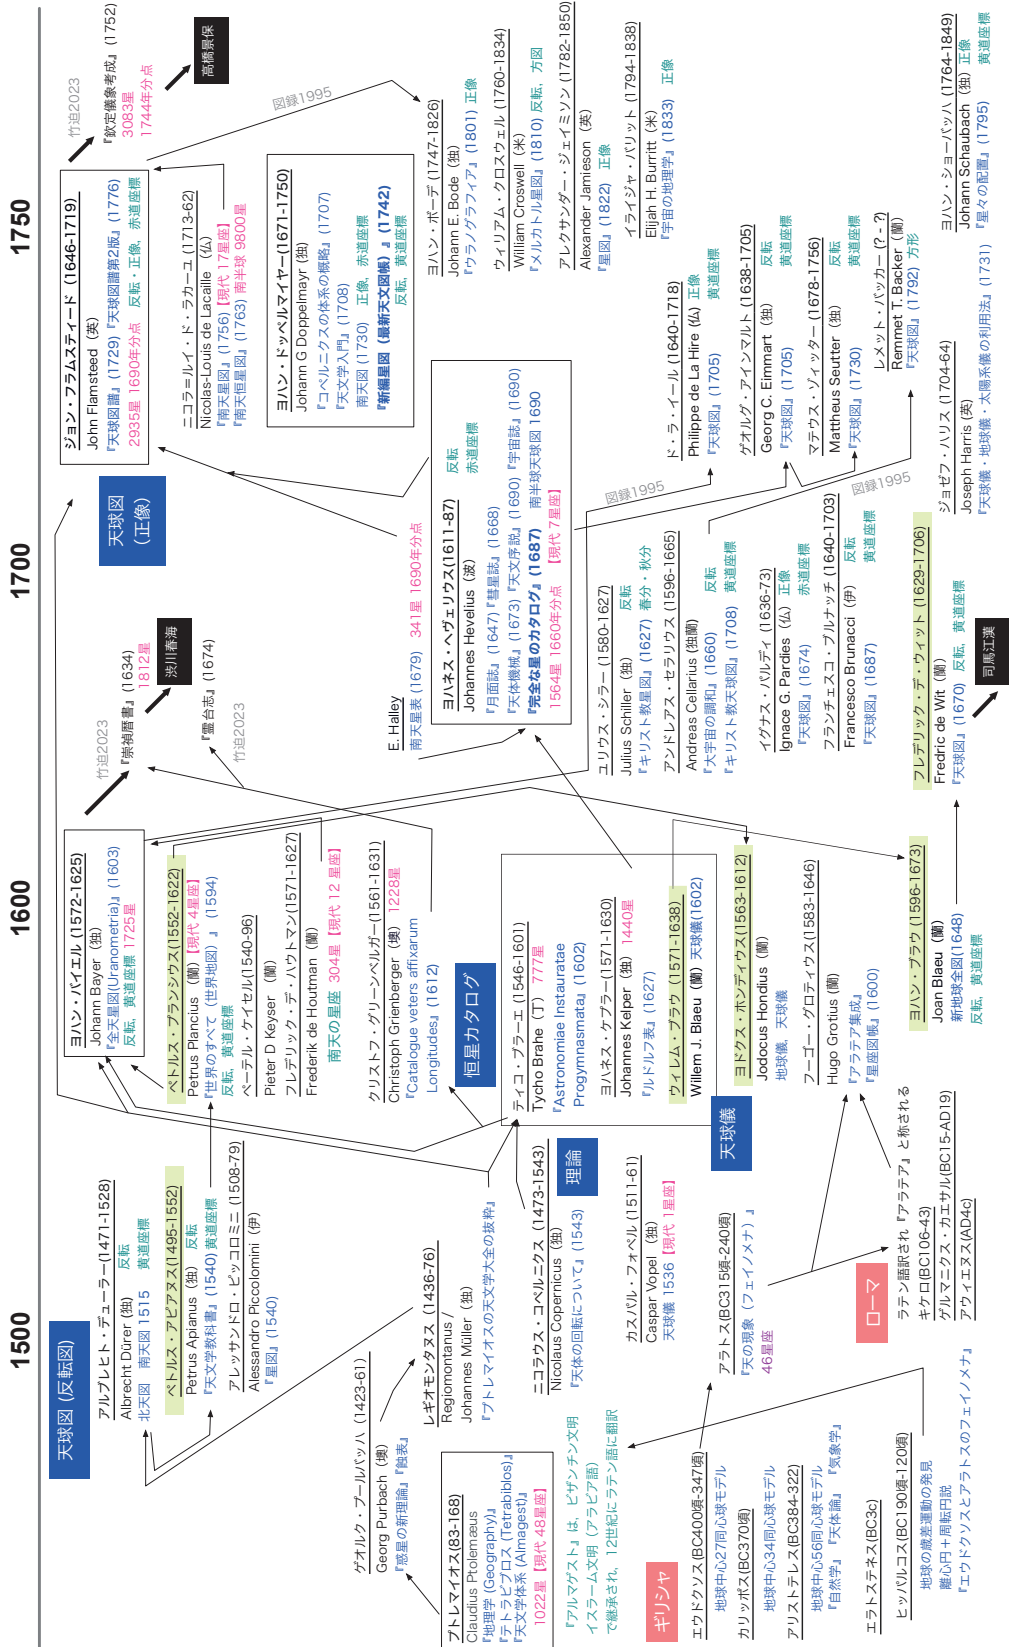 1500
1600
1700
1750
天球図 (反転図)
アルブレヒト・デューラー(1471-1528)
Albrecht Dürer (独) 反転
北天図 南天図 1515 黄道座標
ペトルス・アピアヌス(1495-1552)
Petrus Apianus (独) 反転
『天文学教科書』(1540) 黄道座標
アレッサンドロ・ピッコロミニ (1508-79)
Alessandro Piccolomini (伊)
『星図』(1540)
ゲオルク・プールバッハ (1423-61)
Georg Purbach (墺)
『惑星の新理論』『蝕表』
レギオモンタヌス (1436-76)
Regiomontanus /
Johannes Müller (独)
『プトレマイオスの天文学大全の抜粋』
プトレマイオス(83-168)
Claudius Ptolemæus
『地理学 (Geography)』
『テトラビブロス (Tetrabiblos)』
『天文学体系 (Almagest)』
1022星【現代 48星座】
『アルマゲスト』は、ビザンチン文明
イスラーム文明 (アラビア語)
で継承され、12世紀にラテン語に翻訳
理論
ニコラウス・コペルニクス (1473-1543)
Nicolaus Copernicus (独)
『天体の回転について』(1543)
カスパル・フォペル (1511-61)
Caspar Vopel (独)
天球儀 1536【現代 1星座】
ギリシャ
エウドクソス(BC400頃-347頃)
地球中心27同心球モデル
カリッポス(BC370頃)
地球中心34同心球モデル
アリストテレス(BC384-322)
地球中心56同心球モデル
『自然学』『天体論』『気象学』
エラトステネス(BC3c)
ヒッパルコス(BC190頃-120頃)
地球の歳差運動の発見
離心円+周転円説
『エウドクソスとアラトスのフェイノメナ』
アラトス(BC315頃-240頃)
『天の現象 (フェイノメナ) 』
46星座
ローマ
ラテン語訳され『アラテア』と称される
キケロ(BC106-43)
ゲルマニクス・カエサル(BC15-AD19)
アウィエヌス(AD4c)
ヨハン・バイエル (1572-1625)
Johann Bayer (独)
『全天星図(Uranometria)』(1603)
反転, 黄道座標 1725星
ペトルス・プランシウス(1552-1622)
Petrus Plancius (蘭)【現代 4星座】
『世界のすべて (世界地図) 』(1594)
反転, 黄道座標
ペーテル・ケイセル(1540-96)
Pieter D Keyser (蘭)
フレデリック・デ・ハウトマン(1571-1627)
Frederik de Houtman (蘭)
南天の星座 304星【現代 12 星座】
クリストフ・グリーンベルガー(1561-1631)
Christoph Grienberger (墺) 1228星
『Catalogue veters affixarum
Longitudes』(1612)
恒星カタログ
ティコ・ブラーエ (1546-1601)
Tycho Brahe (丁) 777星
『Astronomiae Instauratae
Progymnasmata』(1602)
ヨハネス・ケプラー(1571-1630)
Johannes Kelper (独) 1440星
『ルドルフ表』(1627)
ウィレム・ブラウ (1571-1638)
Willem J. Blaeu (蘭) 天球儀(1602)
天球儀
ヨドクス・ホンディウス(1563-1612)
Jodocus Hondius (蘭)
地球儀, 天球儀
フーゴー・グロティウス(1583-1646)
Hugo Grotius (蘭)
『アラテア集成』
『星座図帳』(1600)
ヨハン・ブラウ (1596-1673)
Joan Blaeu (蘭)
新地球全図(1648)
反転, 黄道座標
竹迫2023
『崇禎暦書』(1634)
1812星
渋川春海
『霊台志』(1674)
竹迫2023
E. Halley
南天星表 (1679) 341星 1690年分点
ヨハネス・ヘヴェリウス(1611-87)
Johannes Hevelius (波) 反転
赤道座標
『月面誌』(1647)『彗星誌』(1668)
『天体機械』(1673)『天文序説』(1690)『宇宙誌』(1690)
『完全な星のカタログ』(1687) 南半球天球図 1690
1564星 1660年分点 【現代 7星座】
ユリウス・シラー (1580-1627)
Julius Schiller (独) 反転
『キリスト教星図』(1627) 春分・秋分
アンドレアス・セラリウス (1596-1665)
Andreas Cellarius (独蘭)
『大宇宙の調和』(1660) 反転
『キリスト教天球図』(1708) 黄道座標
イグナス・パルディ (1636-73)
Ignace G. Pardies (仏) 正像
『天球図』(1674) 赤道座標
フランチェスコ・ブルナッチ (1640-1703)
Francesco Brunacci (伊) 反転
『天球図』(1687) 黄道座標
フレデリック・デ・ウィット (1629-1706)
Fredric de Wit (蘭)
『天球図』(1670) 反転, 黄道座標
司馬江漢
天球図
(正像)
ジョン・フラムスティード (1646-1719)
John Flamsteed (英)
『天球図譜』(1729)『天球図譜第2版』(1776)
2935星 1690年分点 反転・正像, 赤道座標
竹迫2023
『欽定儀象考成』(1752)
3083星
1744年分点
高橋景保
ニコラ=ルイ・ド・ラカーユ (1713-62)
Nicolas-Louis de Lacaille (仏)
『南天星図』(1756)【現代 17星座】
『南天恒星図』(1763) 南半球 9800星
ヨハン・ドッペルマイヤー(1671-1750)
Johann G Doppelmayr (独)
『コペルニクスの体系の概略』(1707)
『天文学入門』(1708)
南天図 (1730) 正像, 赤道座標
『新編星図 (最新天文図帳) 』(1742)
反転, 黄道座標
図録1995
ヨハン・ボーデ (1747-1826)
Johann E. Bode (独)
『ウラノグラフィア』(1801) 正像
ウィリアム・クロスウェル (1760-1834)
William Croswell (米)
『メルカトル星図』(1810) 反転, 方図
アレクサンダー・ジェイミソン (1782-1850)
Alexander Jamieson (英)
『星図』(1822) 正像
イライジャ・バリット (1794-1838)
Elijah H. Burritt (米)
『宇宙の地理学』(1833) 正像
ド・ラ・イール (1640-1718)
Philippe de La Hire (仏) 正像
『天球図』(1705) 黄道座標
ゲオルグ・アインマルト (1638-1705)
Georg C. Eimmart (独) 反転
『天球図』(1705) 黄道座標
図録1995
マテウス・ゾィッター (1678-1756)
Mattheus Seutter (独) 反転
『天球図』(1730) 黄道座標
図録1995
レメット・バッカー (? - ?)
Remmet T. Backer (蘭)
『天球図』(1792) 方形
ジョゼフ・ハリス (1704-64)
Joseph Harris (英)
『天球儀・地球儀・太陽系儀の利用法』(1731)
ヨハン・ショーバッハ (1764-1849)
Johann Schaubach (独) 正像
『星々の配置』(1795) 黄道座標